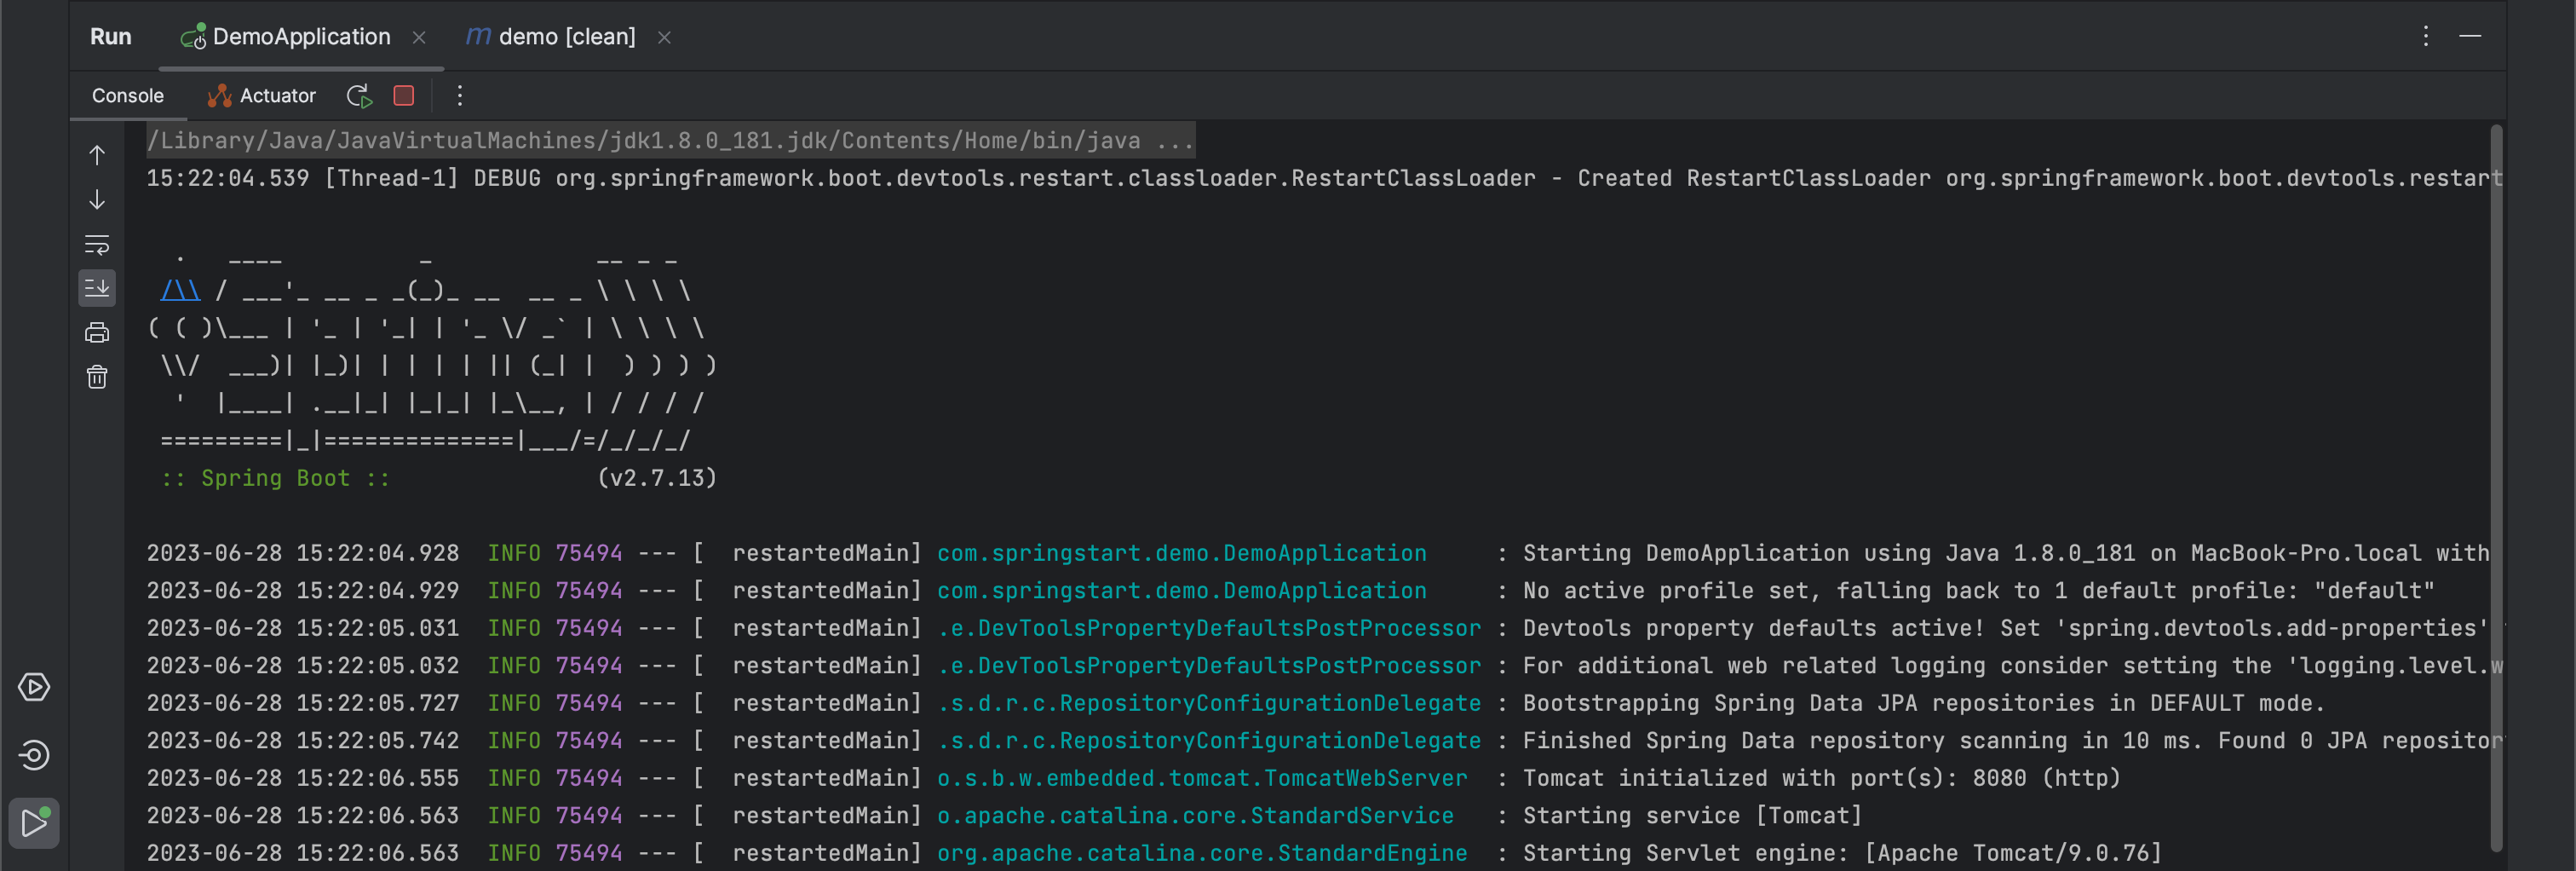 Run DemoApplication demo [clean]
Console Actuator
/Library/Java/JavaVirtualMachines/jdk1.8.0_181.jdk/Contents/Home/bin/java ...
15:22:04.539 [Thread-1] DEBUG org.springframework.boot.devtools.restart.classloader.RestartClassLoader - Created RestartClassLoader org.springframework.boot.devtools.restart
  .   ____          _            __ _ _
 /\\ / ___'_ __ _ _(_)_ __  __ _ \ \ \ \
( ( )\___ | '_ | '_| | '_ \/ _` | \ \ \ \
 \\/  ___)| |_)| | | | | || (_| |  ) ) ) )
  '  |____| .__|_| |_|_| |_\__, | / / / /
 =========|_|==============|___/=/_/_/_/
 :: Spring Boot ::               (v2.7.13)
2023-06-28 15:22:04.928  INFO 75494 --- [  restartedMain] com.springstart.demo.DemoApplication     : Starting DemoApplication using Java 1.8.0_181 on MacBook-Pro.local with
2023-06-28 15:22:04.929  INFO 75494 --- [  restartedMain] com.springstart.demo.DemoApplication     : No active profile set, falling back to 1 default profile: "default"
2023-06-28 15:22:05.031  INFO 75494 --- [  restartedMain] .e.DevToolsPropertyDefaultsPostProcessor : Devtools property defaults active! Set 'spring.devtools.add-properties'
2023-06-28 15:22:05.032  INFO 75494 --- [  restartedMain] .e.DevToolsPropertyDefaultsPostProcessor : For additional web related logging consider setting the 'logging.level.w
2023-06-28 15:22:05.727  INFO 75494 --- [  restartedMain] .s.d.r.c.RepositoryConfigurationDelegate : Bootstrapping Spring Data JPA repositories in DEFAULT mode.
2023-06-28 15:22:05.742  INFO 75494 --- [  restartedMain] .s.d.r.c.RepositoryConfigurationDelegate : Finished Spring Data repository scanning in 10 ms. Found 0 JPA repositor
2023-06-28 15:22:06.555  INFO 75494 --- [  restartedMain] o.s.b.w.embedded.tomcat.TomcatWebServer  : Tomcat initialized with port(s): 8080 (http)
2023-06-28 15:22:06.563  INFO 75494 --- [  restartedMain] o.apache.catalina.core.StandardService   : Starting service [Tomcat]
2023-06-28 15:22:06.563  INFO 75494 --- [  restartedMain] org.apache.catalina.core.StandardEngine  : Starting Servlet engine: [Apache Tomcat/9.0.76]